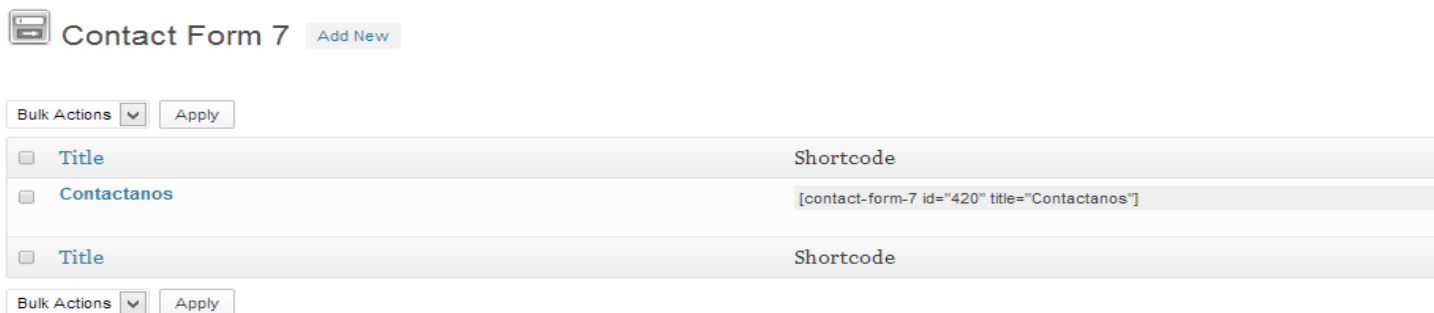 Contact Form 7 Add New
Bulk Actions Apply
Title Shortcode
Contactanos [contact-form-7 id="420" title="Contactanos"]
Title Shortcode
Bulk Actions Apply